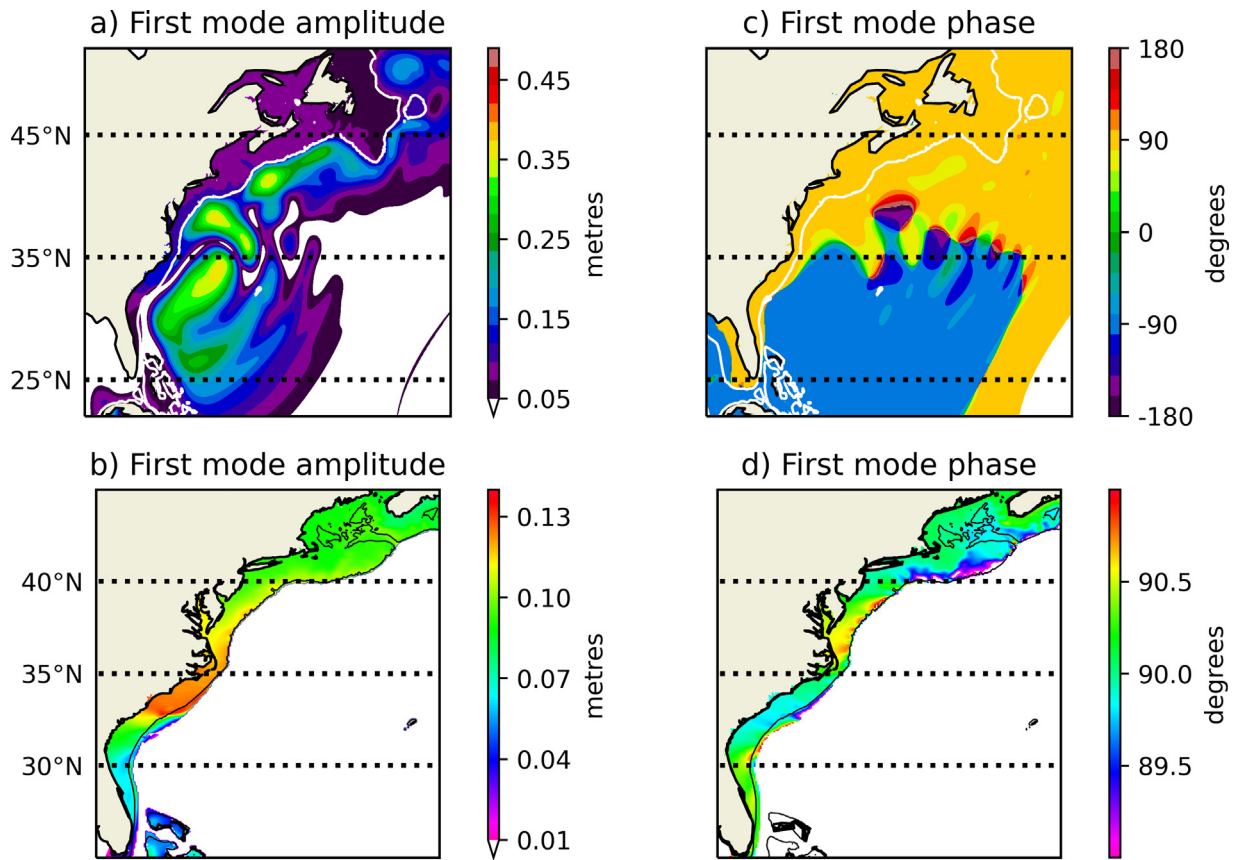 a) First mode amplitude
45°N
35°N
25°N
0.45
0.35
0.25
0.15
0.05
metres
c) First mode phase
180
90
0
-90
-180
degrees
b) First mode amplitude
40°N
35°N
30°N
0.13
0.10
0.07
0.04
0.01
metres
d) First mode phase
90.5
90.0
89.5
degrees